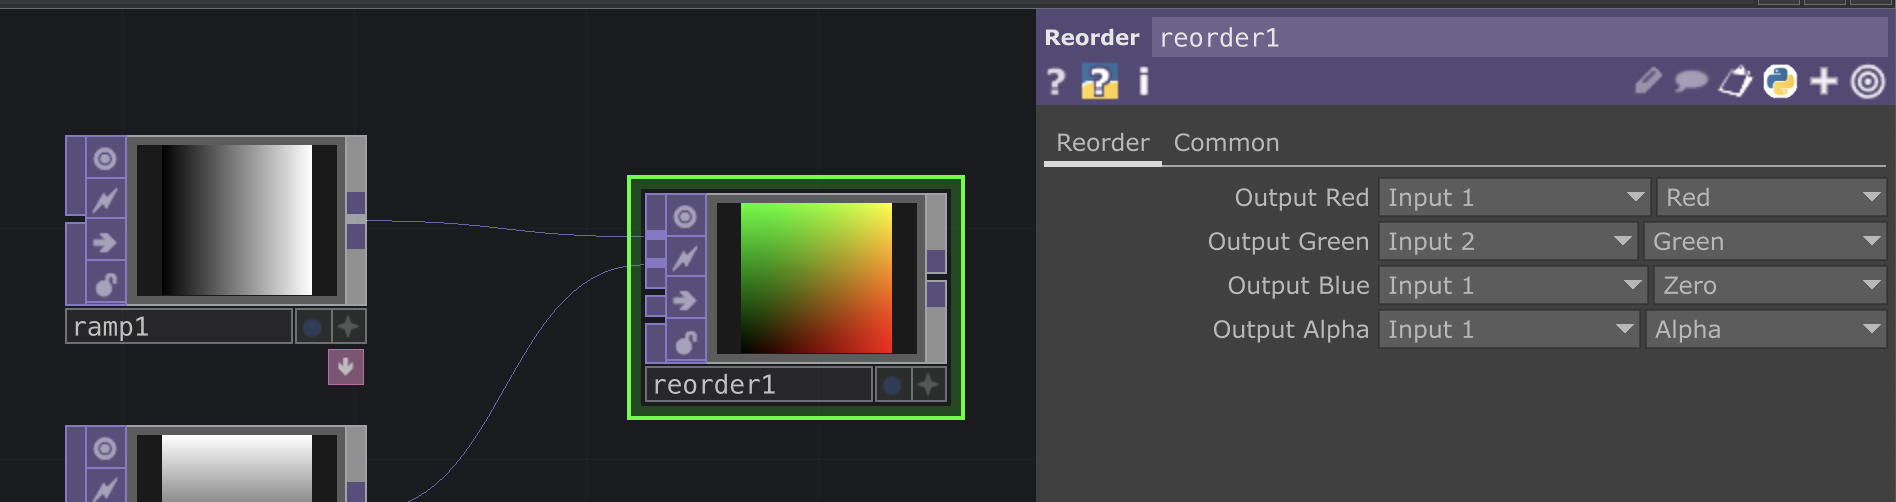 Reorder reorder1
? ? i
Reorder Common
Output Red Input 1 Red
Output Green Input 2 Green
Output Blue Input 1 Zero
Output Alpha Input 1 Alpha
ramp1
reorder1